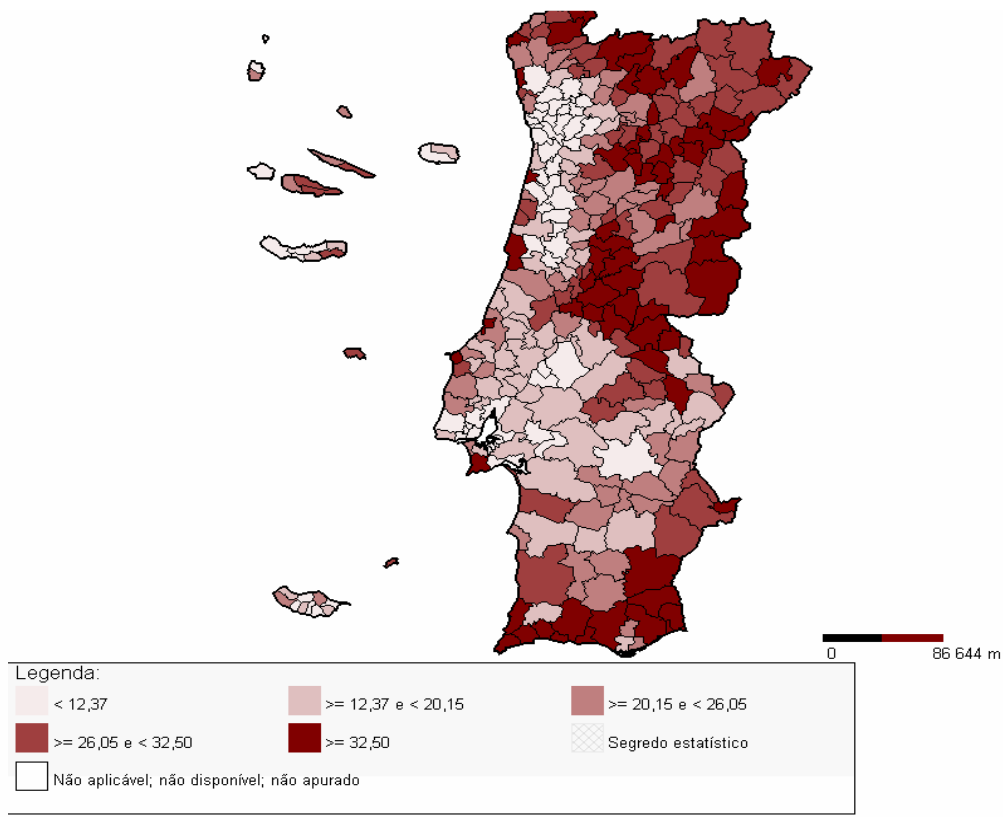 0 86 644 m
Legenda:
< 12,37 >= 12,37 e < 20,15 >= 20,15 e < 26,05
>= 26,05 e < 32,50 >= 32,50 Segredo estatístico
Não aplicável; não disponível; não apurado